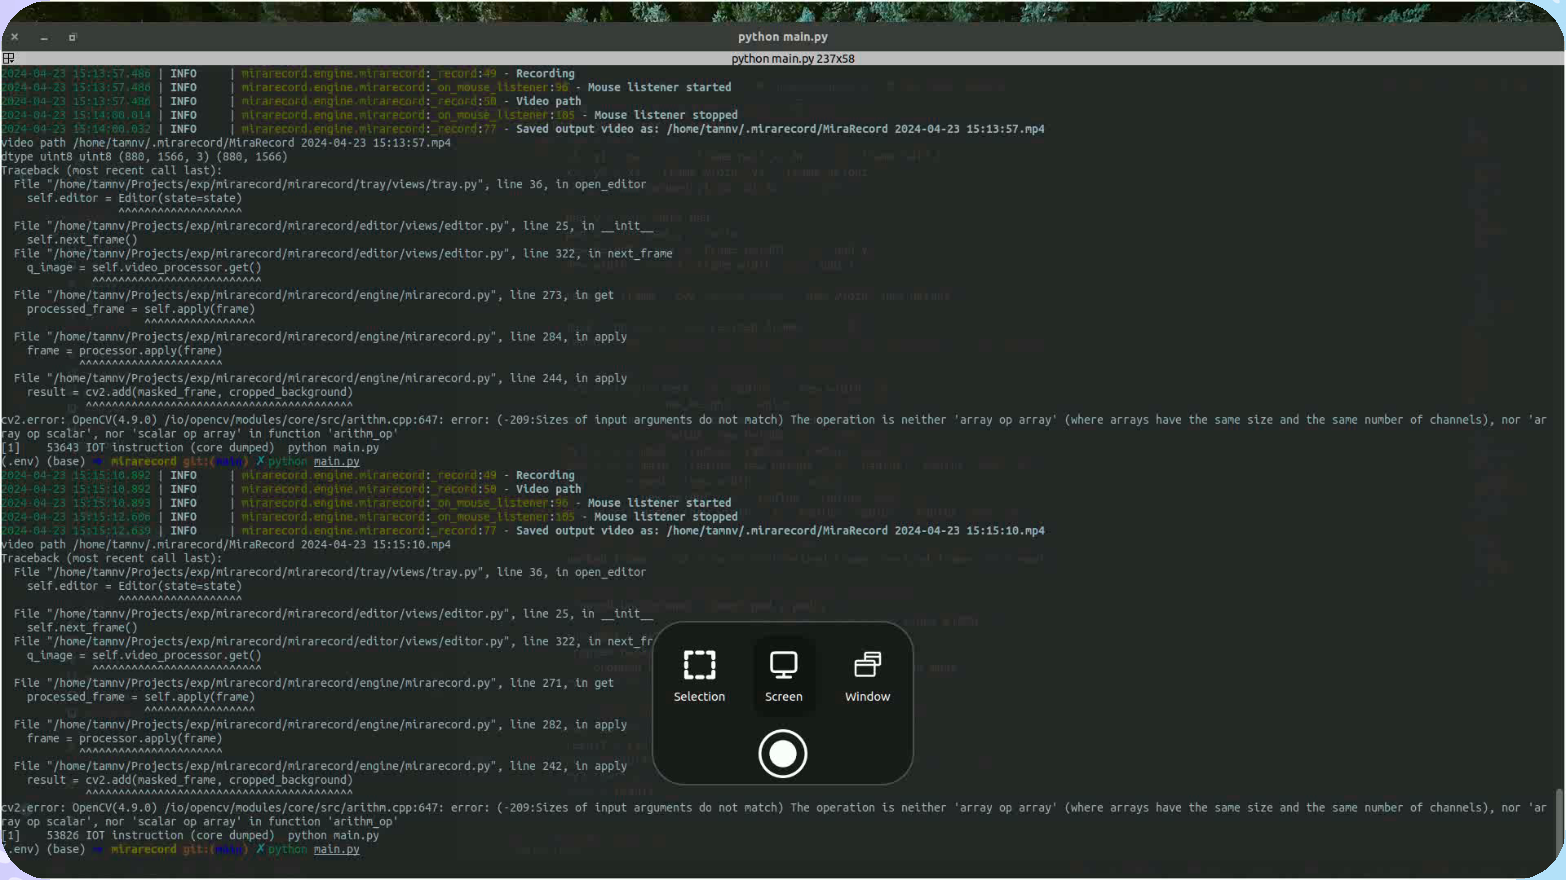 python main.py
python main.py 237x58
2024-04-23 15:13:57.486 | INFO | mirarecord.engine.mirarecord:_record:49 - Recording
2024-04-23 15:13:57.486 | INFO | mirarecord.engine.mirarecord:_on_mouse_listener:96 - Mouse listener started
2024-04-23 15:13:57.486 | INFO | mirarecord.engine.mirarecord:_record:50 - Video path
2024-04-23 15:14:00.014 | INFO | mirarecord.engine.mirarecord:_on_mouse_listener:105 - Mouse listener stopped
2024-04-23 15:14:00.032 | INFO | mirarecord.engine.mirarecord:_record:77 - Saved output video as: /home/tamnv/.mirarecord/MiraRecord 2024-04-23 15:13:57.mp4
video path /home/tamnv/.mirarecord/MiraRecord 2024-04-23 15:13:57.mp4
dtype uint8 uint8 (880, 1566, 3) (880, 1566)
Traceback (most recent call last):
File "/home/tamnv/Projects/exp/mirarecord/mirarecord/tray/views/tray.py", line 36, in open_editor
self.editor = Editor(state=state)
^^^^^^^^^^^^^^^^^^^
File "/home/tamnv/Projects/exp/mirarecord/mirarecord/editor/views/editor.py", line 25, in __init__
self.next_frame()
File "/home/tamnv/Projects/exp/mirarecord/mirarecord/editor/views/editor.py", line 322, in next_frame
q_image = self.video_processor.get()
^^^^^^^^^^^^^^^^^^^^^^^^^^
File "/home/tamnv/Projects/exp/mirarecord/mirarecord/engine/mirarecord.py", line 273, in get
processed_frame = self.apply(frame)
^^^^^^^^^^^^^^^^^
File "/home/tamnv/Projects/exp/mirarecord/mirarecord/engine/mirarecord.py", line 284, in apply
frame = processor.apply(frame)
^^^^^^^^^^^^^^^^^^^^^^
File "/home/tamnv/Projects/exp/mirarecord/mirarecord/engine/mirarecord.py", line 244, in apply
result = cv2.add(masked_frame, cropped_background)
^^^^^^^^^^^^^^^^^^^^^^^^^^^^^^^^^^^^^^^^^
cv2.error: OpenCV(4.9.0) /io/opencv/modules/core/src/arithm.cpp:647: error: (-209:Sizes of input arguments do not match) The operation is neither 'array op array' (where arrays have the same size and the same number of channels), nor 'ar
ray op scalar', nor 'scalar op array' in function 'arithm_op'
[1] 53643 IOT instruction (core dumped) python main.py
(.env) (base) ➜ mirarecord git:(main) ✗ python main.py
2024-04-23 15:15:10.892 | INFO | mirarecord.engine.mirarecord:_record:49 - Recording
2024-04-23 15:15:10.892 | INFO | mirarecord.engine.mirarecord:_record:50 - Video path
2024-04-23 15:15:10.893 | INFO | mirarecord.engine.mirarecord:_on_mouse_listener:96 - Mouse listener started
2024-04-23 15:15:12.606 | INFO | mirarecord.engine.mirarecord:_on_mouse_listener:105 - Mouse listener stopped
2024-04-23 15:15:12.639 | INFO | mirarecord.engine.mirarecord:_record:77 - Saved output video as: /home/tamnv/.mirarecord/MiraRecord 2024-04-23 15:15:10.mp4
video path /home/tamnv/.mirarecord/MiraRecord 2024-04-23 15:15:10.mp4
Traceback (most recent call last):
File "/home/tamnv/Projects/exp/mirarecord/mirarecord/tray/views/tray.py", line 36, in open_editor
self.editor = Editor(state=state)
^^^^^^^^^^^^^^^^^^^
File "/home/tamnv/Projects/exp/mirarecord/mirarecord/editor/views/editor.py", line 25, in __init__
self.next_frame()
File "/home/tamnv/Projects/exp/mirarecord/mirarecord/editor/views/editor.py", line 322, in next_fr
q_image = self.video_processor.get()
^^^^^^^^^^^^^^^^^^^^^^^^^^
File "/home/tamnv/Projects/exp/mirarecord/mirarecord/engine/mirarecord.py", line 271, in get
processed_frame = self.apply(frame)
^^^^^^^^^^^^^^^^^
File "/home/tamnv/Projects/exp/mirarecord/mirarecord/engine/mirarecord.py", line 282, in apply
frame = processor.apply(frame)
^^^^^^^^^^^^^^^^^^^^^^
File "/home/tamnv/Projects/exp/mirarecord/mirarecord/engine/mirarecord.py", line 242, in apply
result = cv2.add(masked_frame, cropped_background)
^^^^^^^^^^^^^^^^^^^^^^^^^^^^^^^^^^^^^^^^^
cv2.error: OpenCV(4.9.0) /io/opencv/modules/core/src/arithm.cpp:647: error: (-209:Sizes of input arguments do not match) The operation is neither 'array op array' (where arrays have the same size and the same number of channels), nor 'ar
ray op scalar', nor 'scalar op array' in function 'arithm_op'
[1] 53826 IOT instruction (core dumped) python main.py
.env) (base) ➜ mirarecord git:(main) ✗ python main.py
Selection
Screen
Window